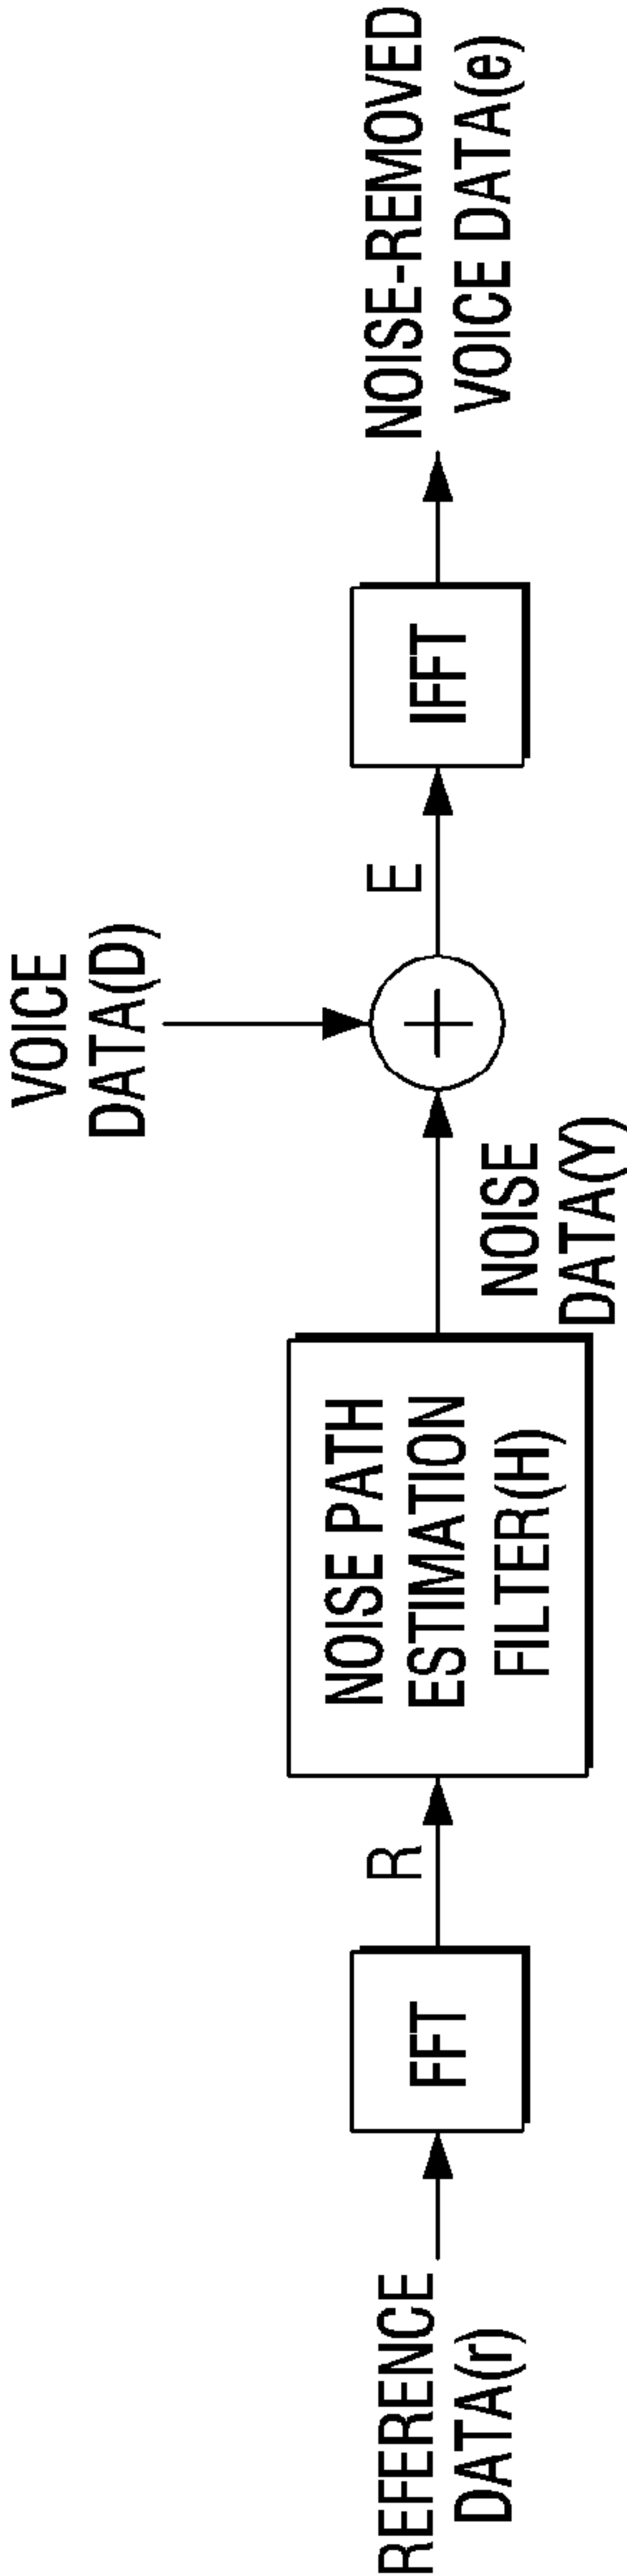 REFERENCE
DATA(r)
FFT
R
NOISE PATH
ESTIMATION
FILTER(H)
NOISE
DATA(Y)
VOICE
DATA(D)
E
IFFT
NOISE-REMOVED
VOICE DATA(e)